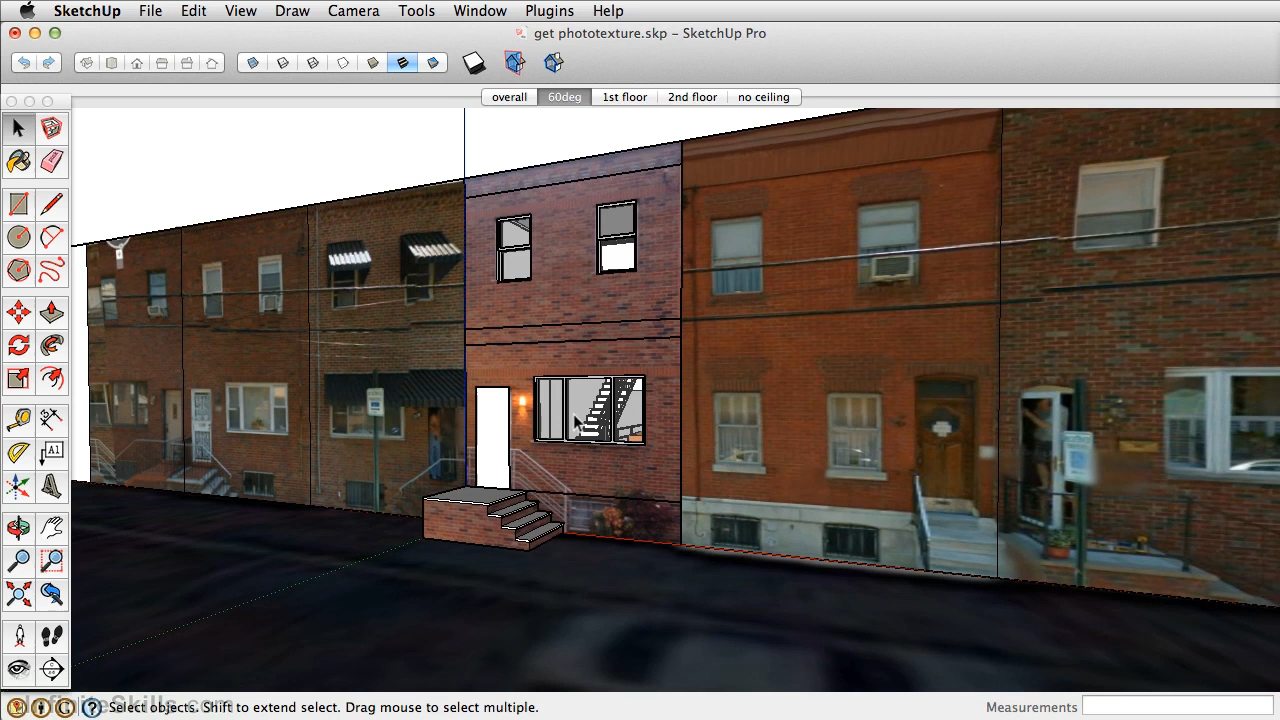 SketchUp File Edit View Draw Camera Tools Window Plugins Help
get phototexture.skp – SketchUp Pro
overall 60deg 1st floor 2nd floor no ceiling
A1
Select objects. Shift to extend select. Drag mouse to select multiple.
Measurements